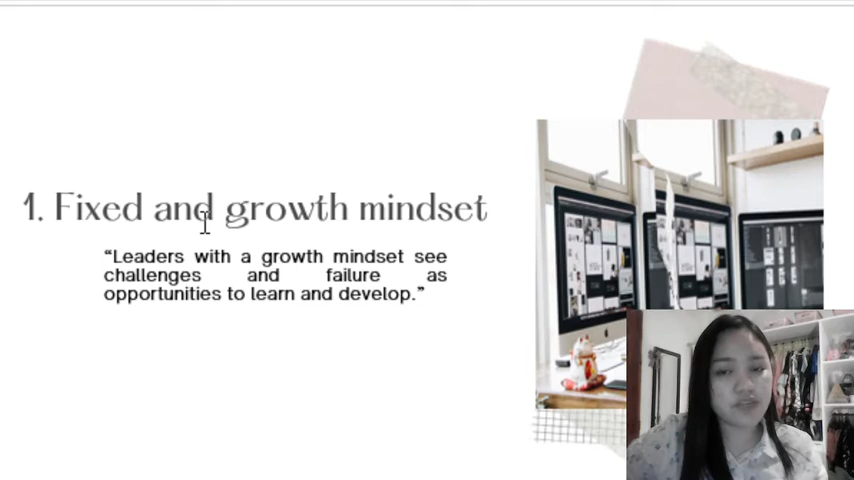 1. Fixed and growth mindset
“Leaders with a growth mindset see
challenges and failure as
opportunities to learn and develop.”